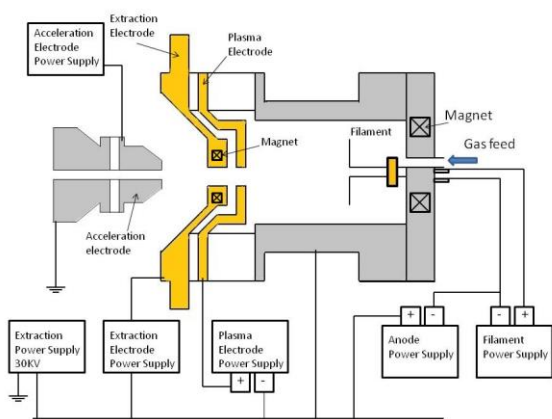 Extraction
Electrode
Plasma
Electrode
Acceleration
Electrode
Power Supply
Magnet
Filament
Gas feed
Magnet
Acceleration
electrode
+ -
+ -
Extraction
Power Supply
30KV
Extraction
Electrode
Power Supply
Plasma
Electrode
Power Supply
Anode
Power Supply
Filament
Power Supply
+ -